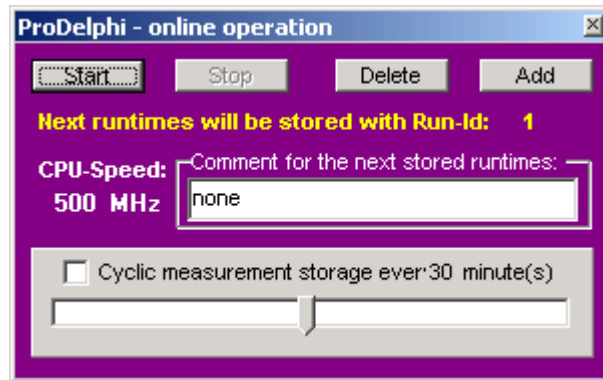 ProDelphi - online operation
Start Stop Delete Add
Next runtimes will be stored with Run-Id: 1
Comment for the next stored runtimes:
CPU-Speed:
500 MHz
none
Cyclic measurement storage ever 30 minute(s)